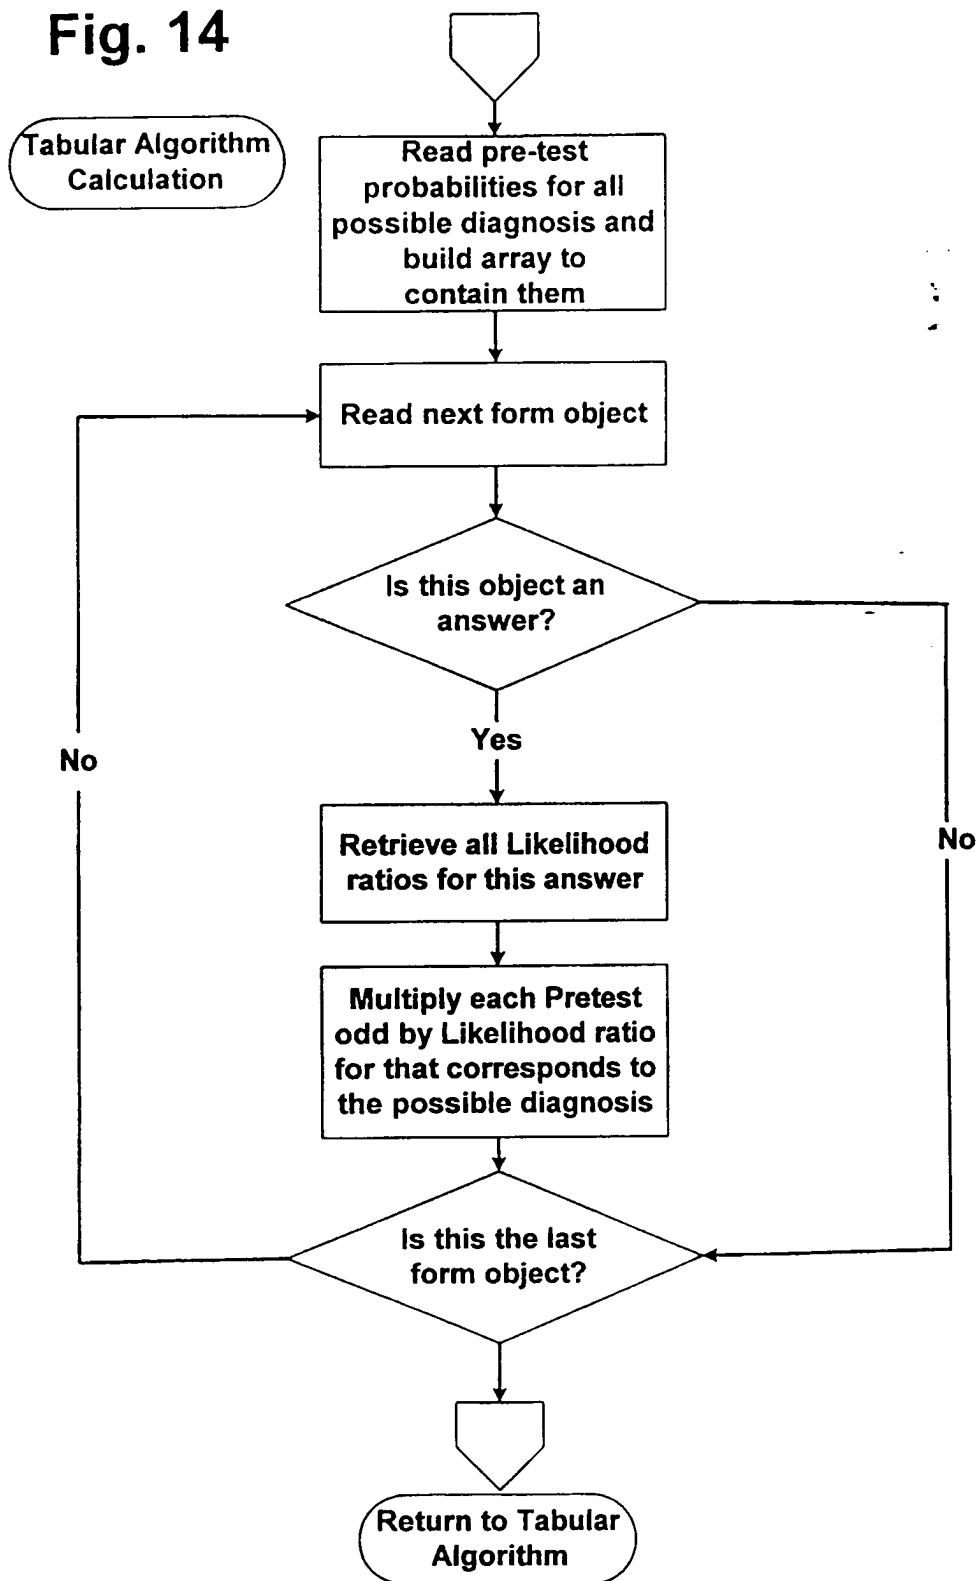 Fig. 14
Tabular Algorithm
Calculation
Read pre-test
probabilities for all
possible diagnosis and
build array to
contain them
Read next form object
Is this object an
answer?
Yes
No
No
Retrieve all Likelihood
ratios for this answer
Multiply each Pretest
odd by Likelihood ratio
for that corresponds to
the possible diagnosis
Is this the last
form object?
Return to Tabular
Algorithm